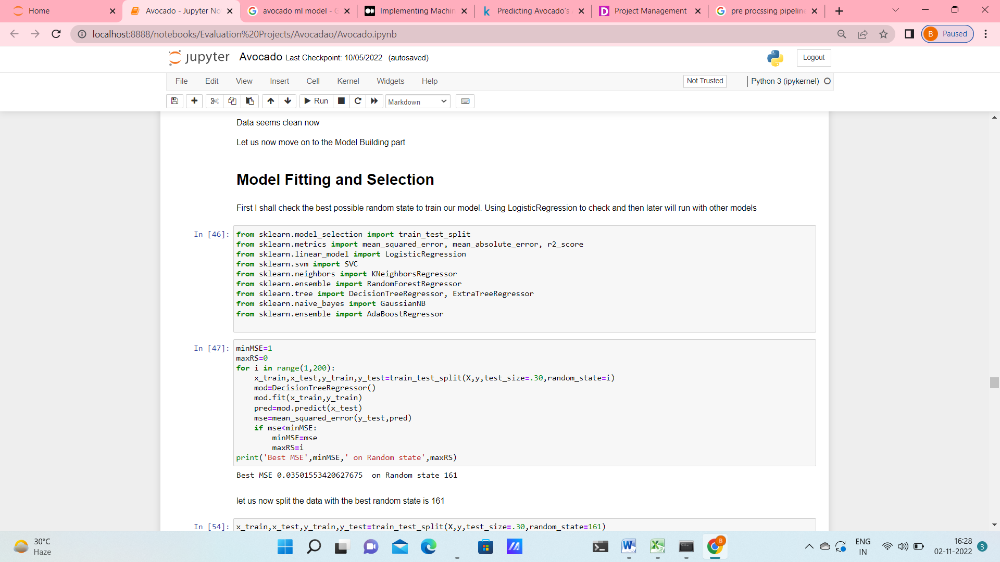 Home
Avocado - Jupyter No
avocado ml model - G
Implementing Machin
Predicting Avocado's
Project Management
pre procssing pipeline
localhost:8888/notebooks/Evaluation%20Projects/Avocadao/Avocado.ipynb
B Paused
jupyter Avocado Last Checkpoint: 10/05/2022 (autosaved)
Logout
File Edit View Insert Cell Kernel Widgets Help
Not Trusted
Python 3 (ipykernel)
Run
Markdown
Data seems clean now
Let us now move on to the Model Building part
Model Fitting and Selection
First I shall check the best possible random state to train our model. Using LogisticRegression to check and then later will run with other models
In [46]: from sklearn.model_selection import train_test_split
from sklearn.metrics import mean_squared_error, mean_absolute_error, r2_score
from sklearn.linear_model import LogisticRegression
from sklearn.svm import SVC
from sklearn.neighbors import KNeighborsRegressor
from sklearn.ensemble import RandomForestRegressor
from sklearn.tree import DecisionTreeRegressor, ExtraTreeRegressor
from sklearn.naive_bayes import GaussianNB
from sklearn.ensemble import AdaBoostRegressor
In [47]: minMSE=1
maxRS=0
for i in range(1,200):
    x_train,x_test,y_train,y_test=train_test_split(X,y,test_size=.30,random_state=i)
    mod=DecisionTreeRegressor()
    mod.fit(x_train,y_train)
    pred=mod.predict(x_test)
    mse=mean_squared_error(y_test,pred)
    if mse<minMSE:
        minMSE=mse
        maxRS=i
print('Best MSE',minMSE,' on Random state',maxRS)
Best MSE 0.03501553420627675  on Random state 161
let us now split the data with the best random state is 161
In [54]: x_train,x_test,y_train,y_test=train_test_split(X,y,test_size=.30,random_state=161)
30°C
Haze
ENG
IN
16:28
02-11-2022
3